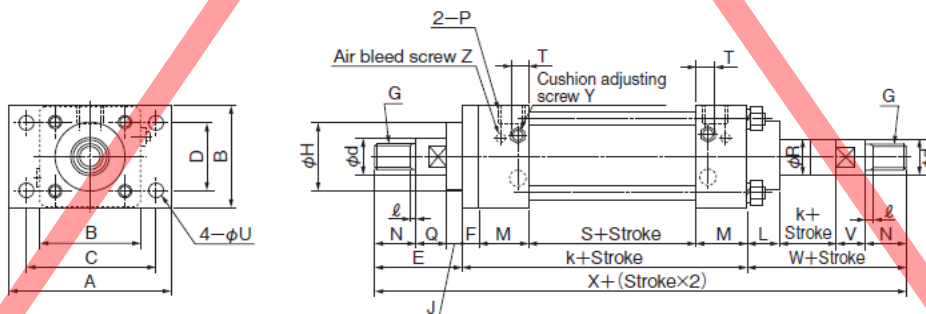 2−P
T
T
Air bleed screw Z
Cushion adjusting
screw Y
G
G
φH
φd
φR
D
B
ℓ
ℓ
4−φU
B
C
A
N
Q
F
M
S+Stroke
M
L
k+
Stroke
V
N
E
k+Stroke
W+Stroke
J
X+(Stroke×2)